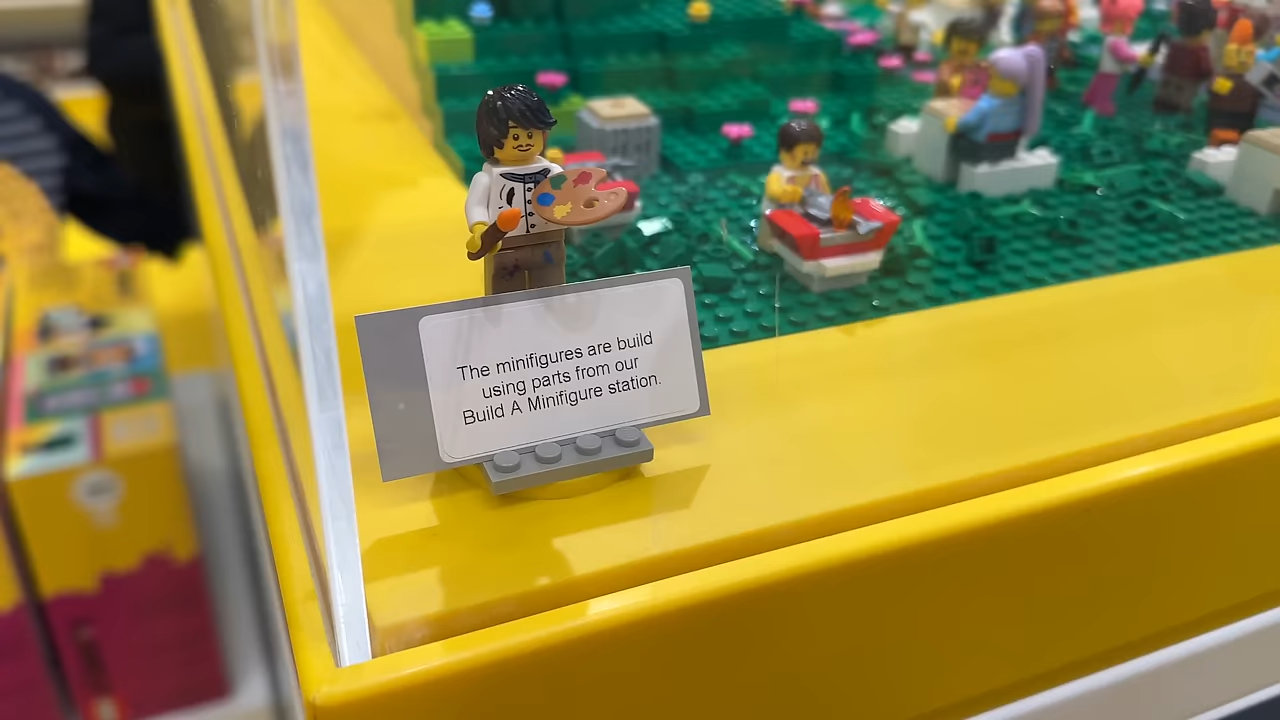 The minifigures are build
using parts from our
Build A Minifigure station.